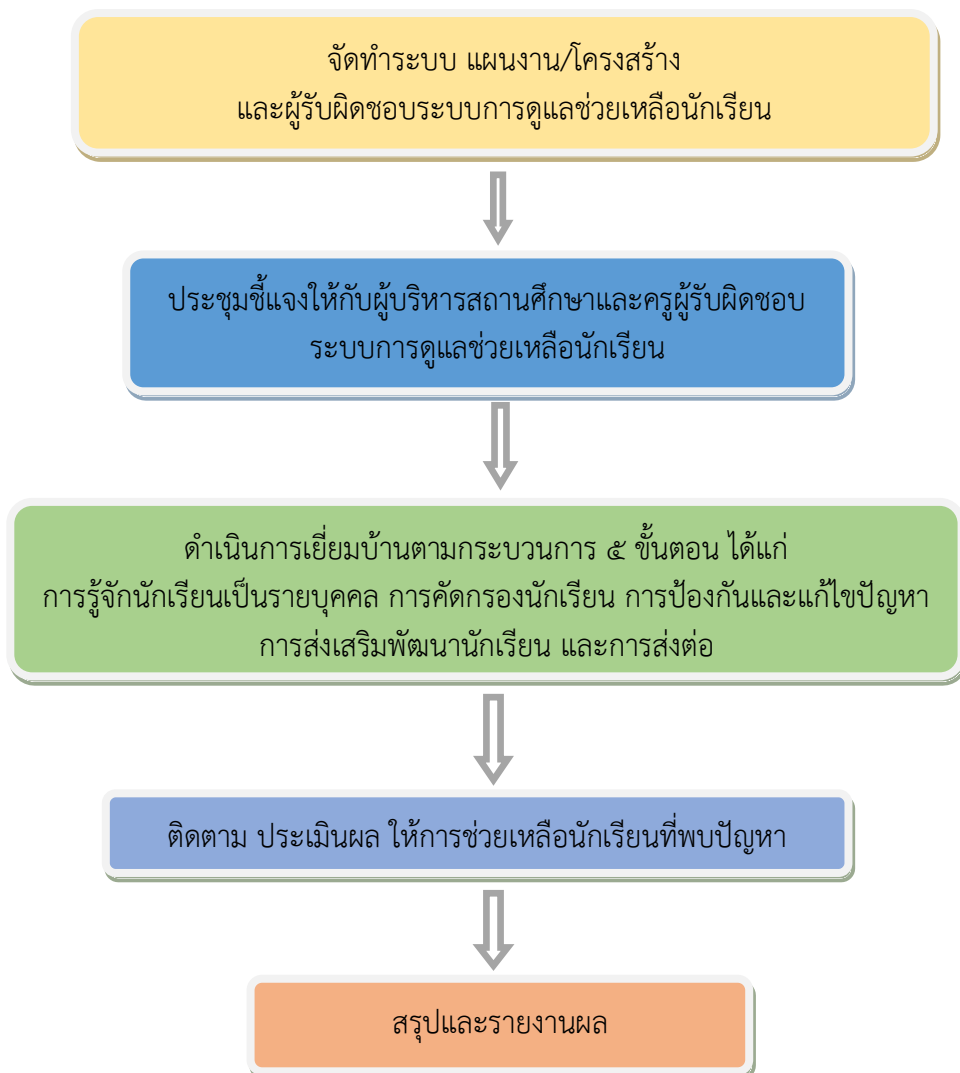 จัดทำระบบ แผนงาน/โครงสร้าง
และผู้รับผิดชอบระบบการดูแลช่วยเหลือนักเรียน
ประชุมชี้แจงให้กับผู้บริหารสถานศึกษาและครูผู้รับผิดชอบ
ระบบการดูแลช่วยเหลือนักเรียน
ดำเนินการเยี่ยมบ้านตามกระบวนการ ๕ ขั้นตอน ได้แก่
การรู้จักนักเรียนเป็นรายบุคคล การคัดกรองนักเรียน การป้องกันและแก้ไขปัญหา
การส่งเสริมพัฒนานักเรียน และการส่งต่อ
ติดตาม ประเมินผล ให้การช่วยเหลือนักเรียนที่พบปัญหา
สรุปและรายงานผล